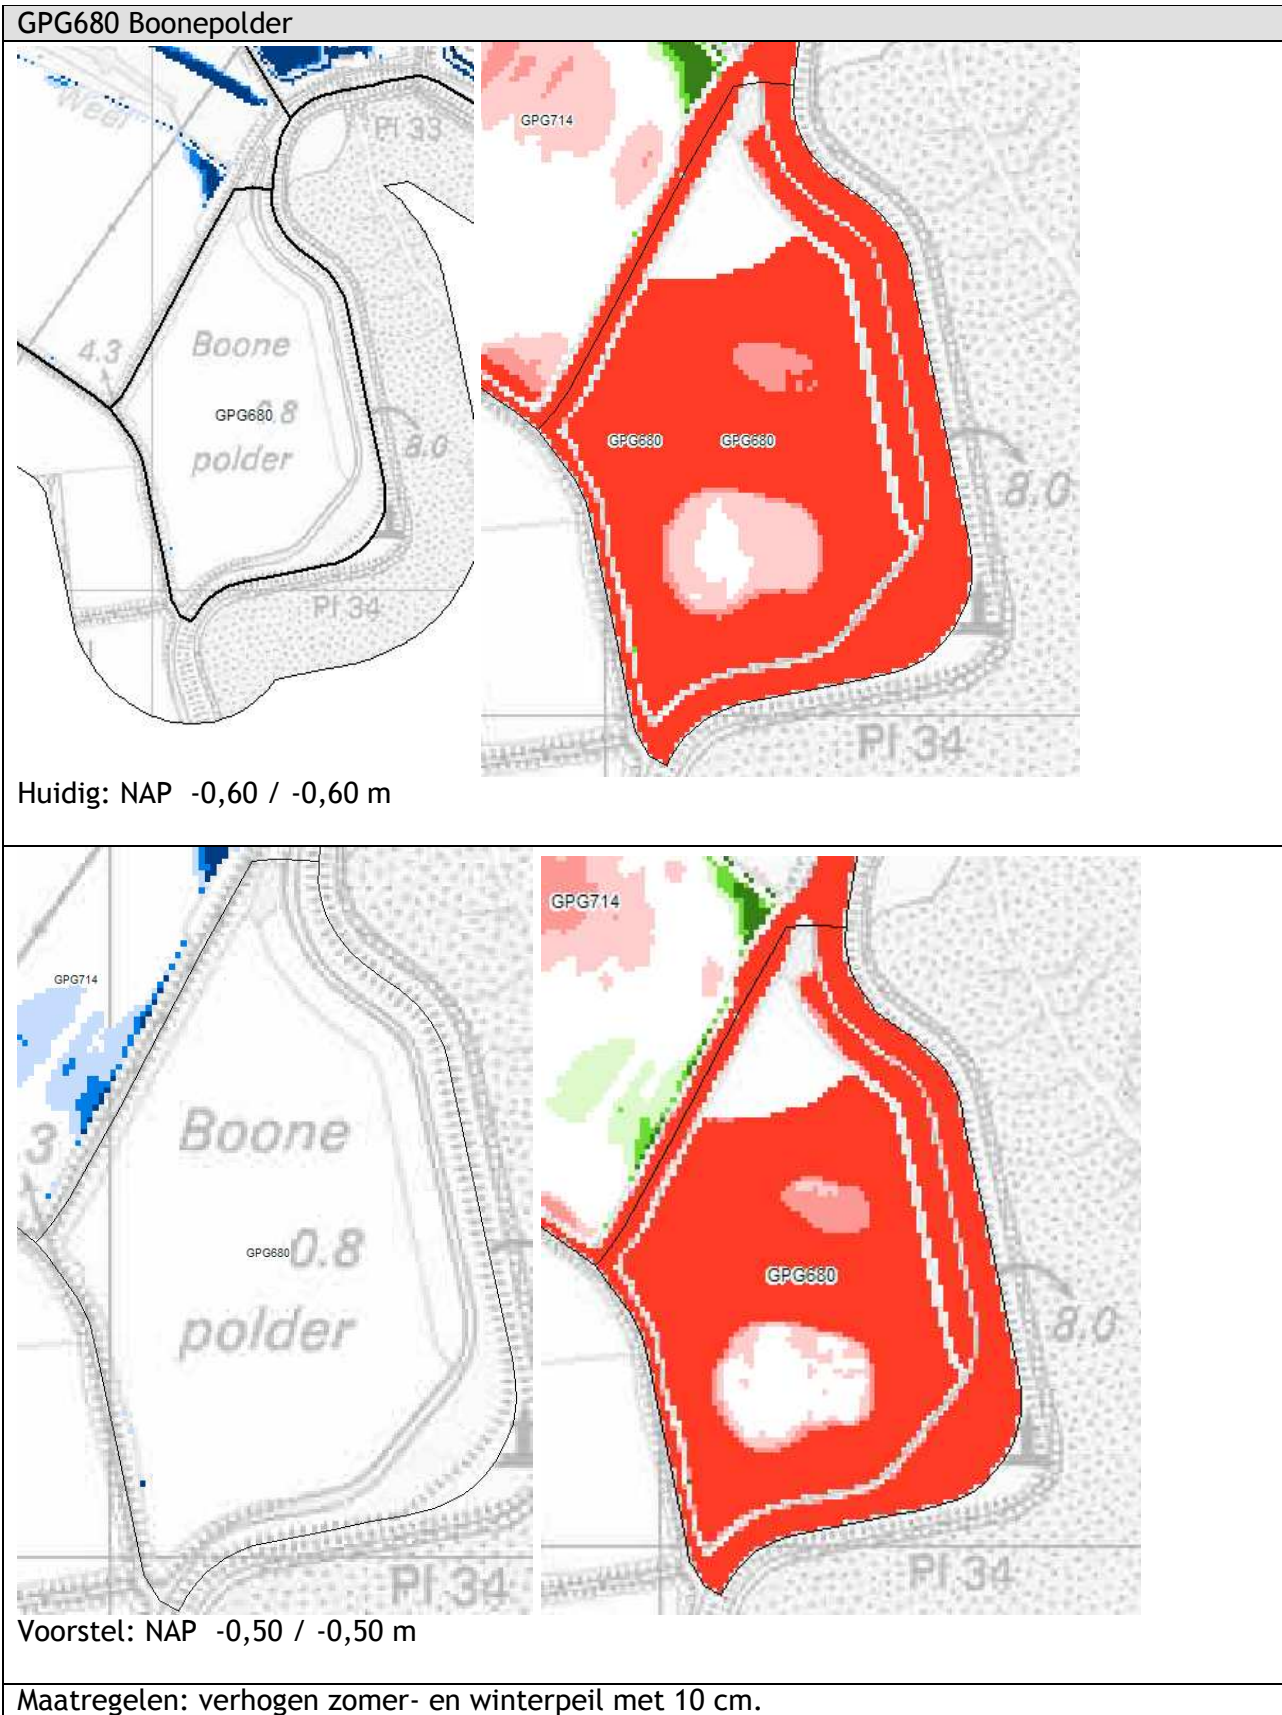 GPG680 Boonepolder
Weel
Pl 33
4.3
Boone
GPG680 0.8
polder
8.0
Pl 34
GPG714
GPG680 GPG680
8.0
Pl 34
Huidig: NAP -0,60 / -0,60 m
GPG714
3
Boone
GPG680 0.8
polder
Pl 34
GPG714
GPG680
8.0
Pl 34
Voorstel: NAP -0,50 / -0,50 m
Maatregelen: verhogen zomer- en winterpeil met 10 cm.